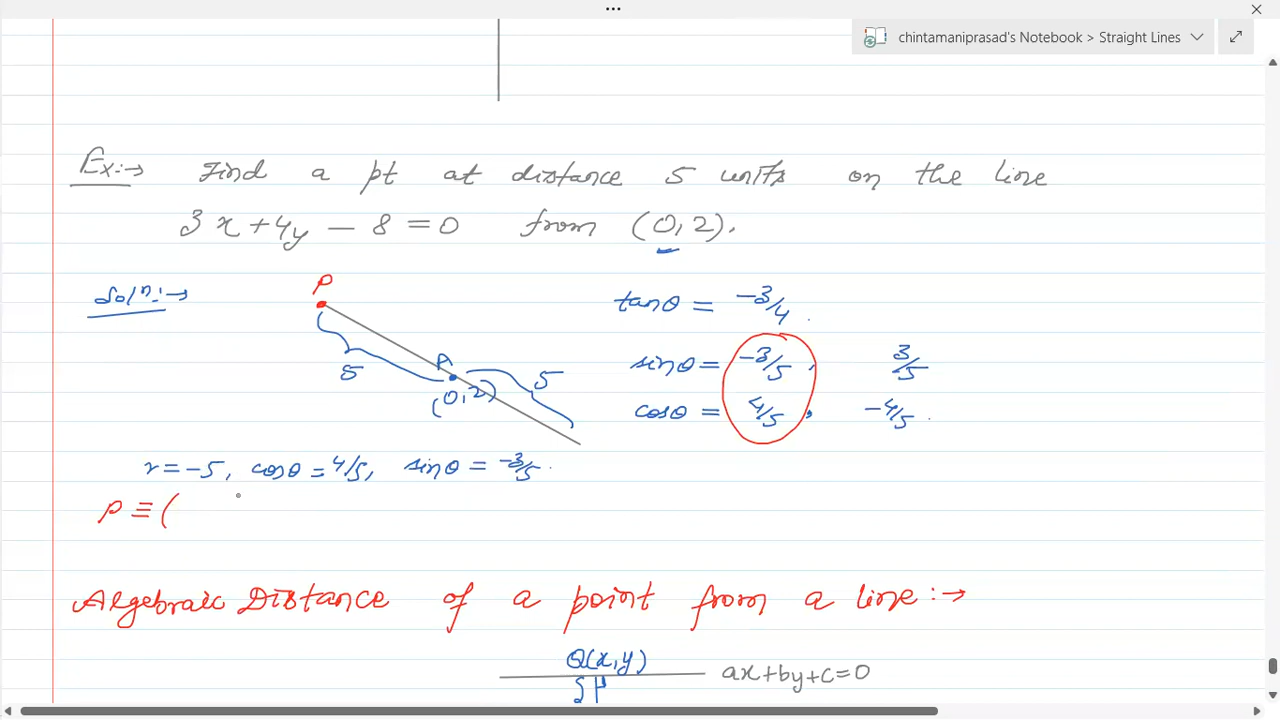 chintamaniprasad's Notebook > Straight Lines
Ex:→ Find a pt at distance 5 units on the line
3x+4y-8=0 from (0,2).
Soln:→
P
5
A
(0,2)
5
tanθ = -3/4
sinθ = -3/5, 3/5
cosθ = 4/5, -4/5
r=-5, cosθ=4/5, sinθ = -3/5
P≡(
Algebraic Distance of a point from a line:→
Q(x,y)
ax+by+c=0